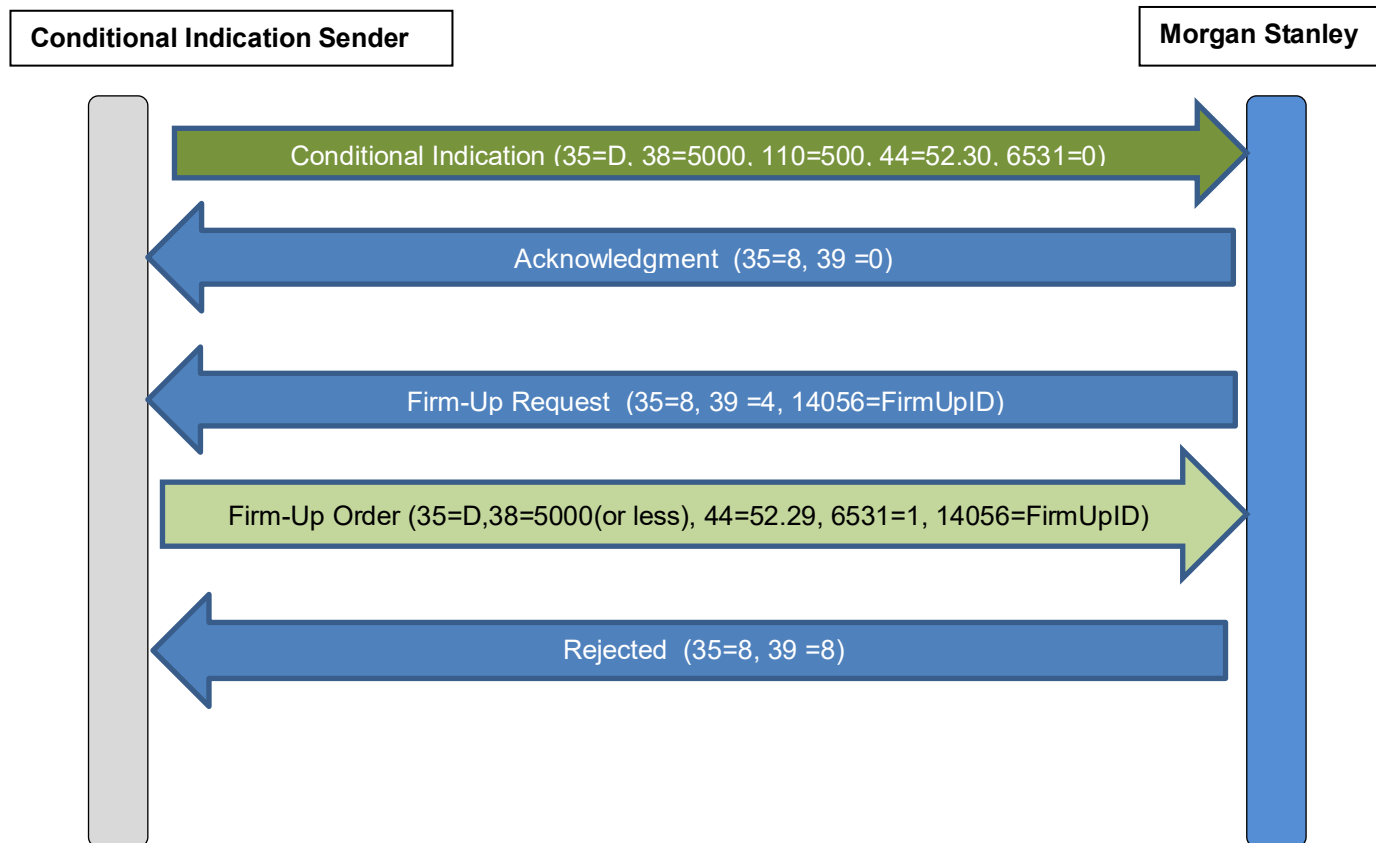 Conditional Indication Sender
Morgan Stanley
Conditional Indication (35=D, 38=5000, 110=500, 44=52.30, 6531=0)
Acknowledgment  (35=8, 39 =0)
Firm-Up Request  (35=8, 39 =4, 14056=FirmUpID)
Firm-Up Order (35=D,38=5000(or less), 44=52.29, 6531=1, 14056=FirmUpID)
Rejected  (35=8, 39 =8)